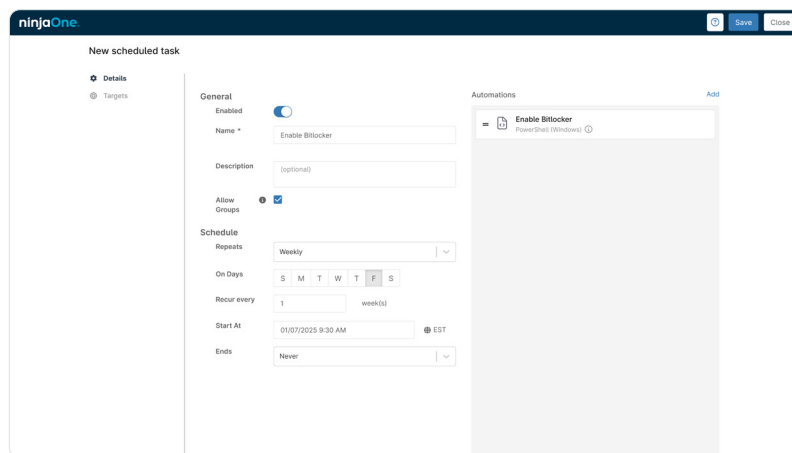 ninjaOne.
Save
Close
New scheduled task
Details
Targets
General
Enabled
Name *
Enable Bitlocker
Description
(optional)
Allow
Groups
Schedule
Repeats
Weekly
On Days
S M T W T F S
Recur every
1
week(s)
Start At
01/07/2025 9:30 AM
EST
Ends
Never
Automations
Add
Enable Bitlocker
PowerShell (Windows)